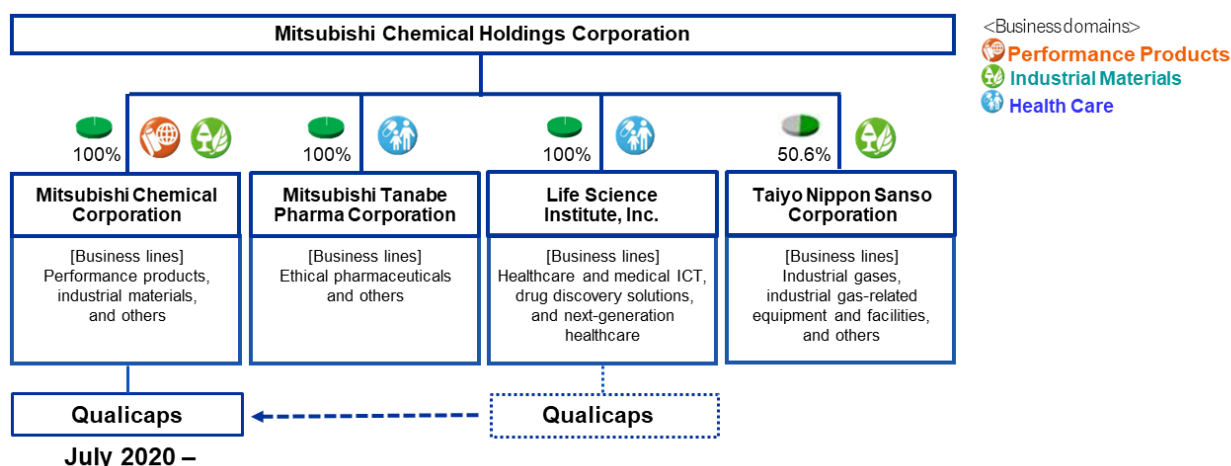 Mitsubishi Chemical Holdings Corporation
<Businessdomains>
Performance Products
Industrial Materials
Health Care
100%
100%
100%
50.6%
Mitsubishi Chemical
Corporation
[Business lines]
Performance products,
industrial materials,
and others
Mitsubishi Tanabe
Pharma Corporation
[Business lines]
Ethical pharmaceuticals
and others
Life Science
Institute, Inc.
[Business lines]
Healthcare and medical ICT,
drug discovery solutions,
and next-generation
healthcare
Taiyo Nippon Sanso
Corporation
[Business lines]
Industrial gases,
industrial gas-related
equipment and facilities,
and others
Qualicaps
Qualicaps
July 2020 –